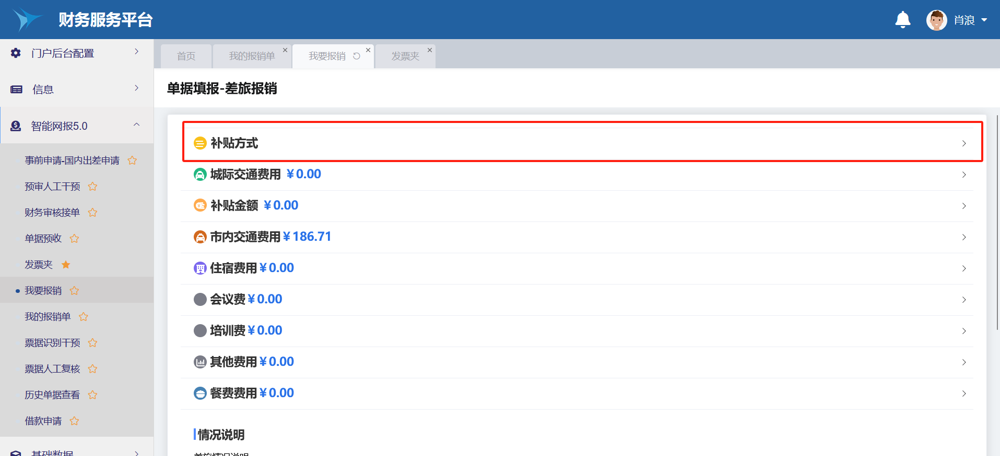 财务服务平台
肖浪
门户后台配置
信息
智能网报5.0
事前申请-国内出差申请
预审人工干预
财务审核接单
单据预收
发票夹
我要报销
我的报销单
票据识别干预
票据人工复核
历史单据查看
借款申请
基础数据
首页
我的报销单
我要报销
发票夹
单据填报-差旅报销
补贴方式
城际交通费用 ¥0.00
补贴金额 ¥0.00
市内交通费用 ¥186.71
住宿费用 ¥0.00
会议费 ¥0.00
培训费 ¥0.00
其他费用 ¥0.00
餐费费用 ¥0.00
情况说明
差旅情况说明